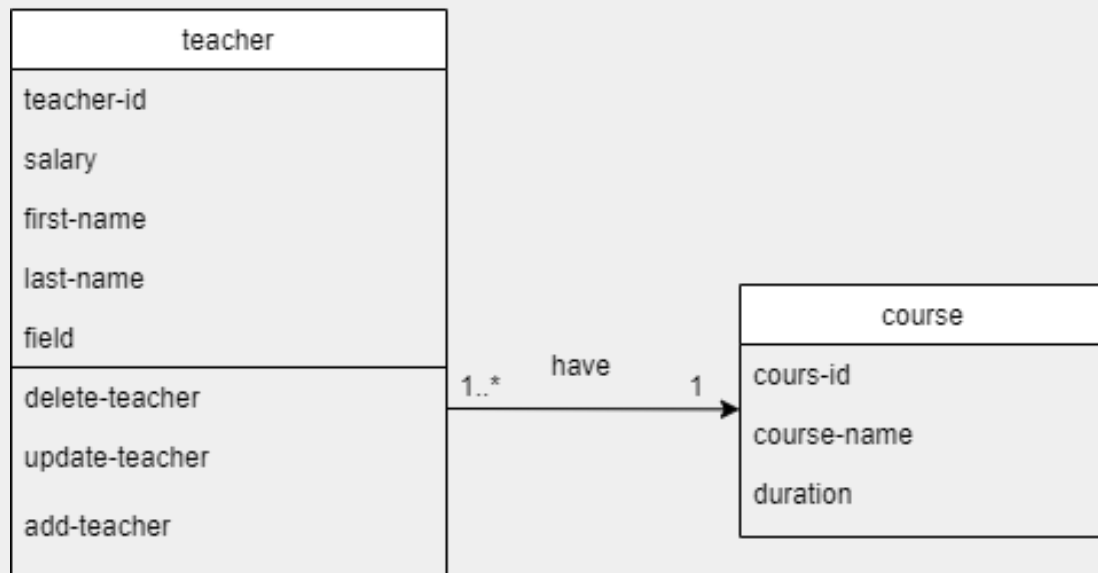 teacher
teacher-id
salary
first-name
last-name
field
delete-teacher
update-teacher
add-teacher
have
1..*
1
course
cours-id
course-name
duration